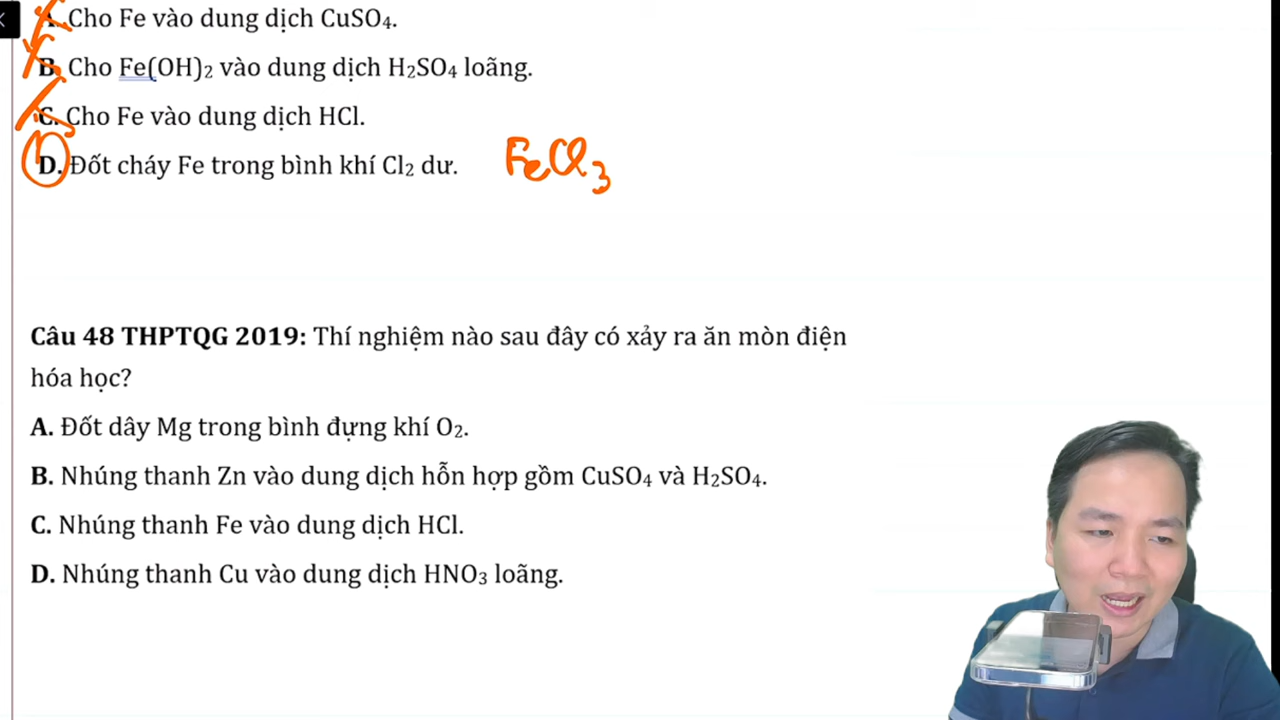 A. Cho Fe vào dung dịch CuSO₄.
B. Cho Fe(OH)₂ vào dung dịch H₂SO₄ loãng.
C. Cho Fe vào dung dịch HCl.
D. Đốt cháy Fe trong bình khí Cl₂ dư. FeCl₃
Câu 48 THPTQG 2019: Thí nghiệm nào sau đây có xảy ra ăn mòn điện
hóa học?
A. Đốt dây Mg trong bình đựng khí O₂.
B. Nhúng thanh Zn vào dung dịch hỗn hợp gồm CuSO₄ và H₂SO₄.
C. Nhúng thanh Fe vào dung dịch HCl.
D. Nhúng thanh Cu vào dung dịch HNO₃ loãng.